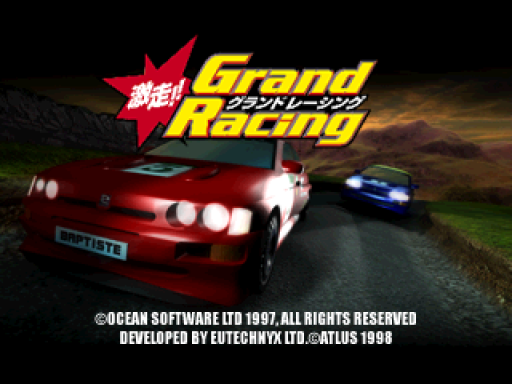 激走!!
Grand
グランドレーシング
Racing
BAPTISTE
©OCEAN SOFTWARE LTD 1997, ALL RIGHTS RESERVED
DEVELOPED BY EUTECHNYX LTD.©ATLUS 1998